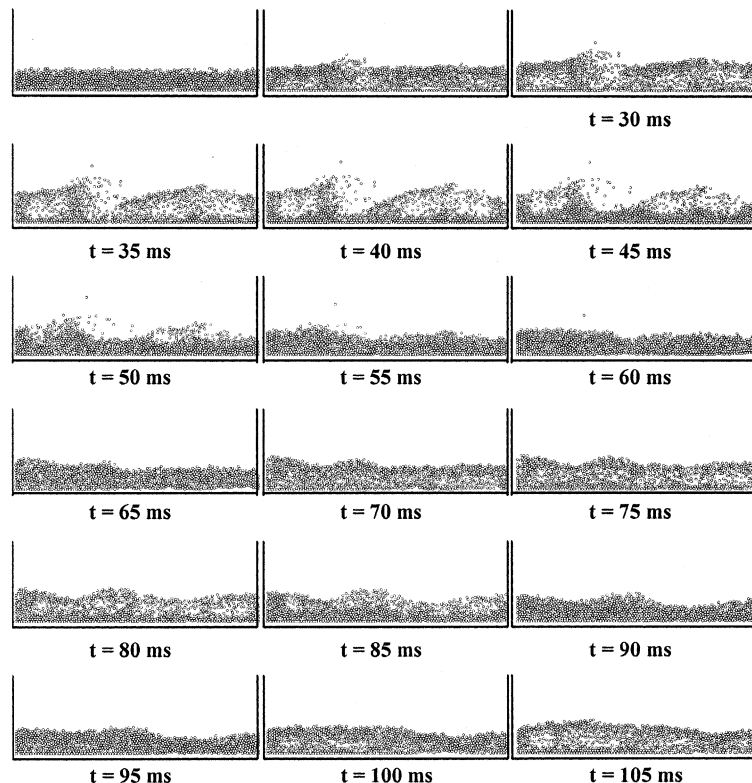 t = 30 ms
t = 35 ms
t = 40 ms
t = 45 ms
t = 50 ms
t = 55 ms
t = 60 ms
t = 65 ms
t = 70 ms
t = 75 ms
t = 80 ms
t = 85 ms
t = 90 ms
t = 95 ms
t = 100 ms
t = 105 ms